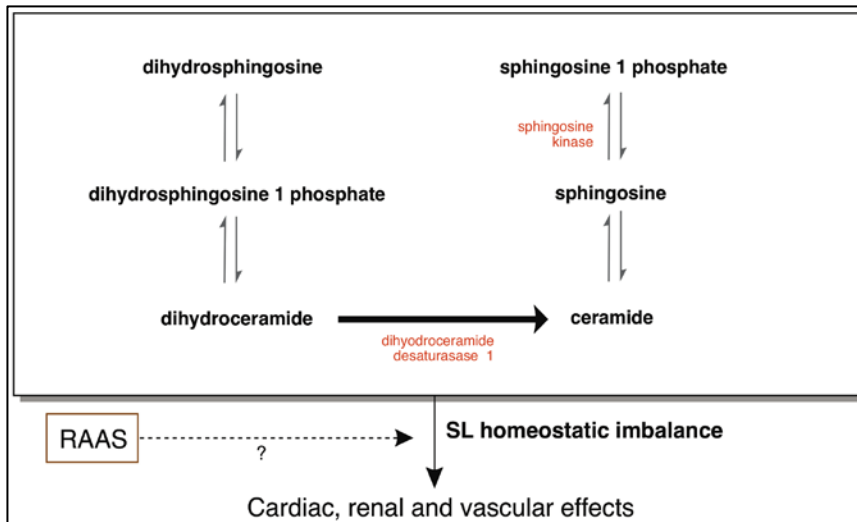 dihydrosphingosine
sphingosine 1 phosphate
sphingosine
kinase
dihydrosphingosine 1 phosphate
sphingosine
dihydroceramide
ceramide
dihyodroceramide
desaturasase 1
RAAS
?
SL homeostatic imbalance
Cardiac, renal and vascular effects